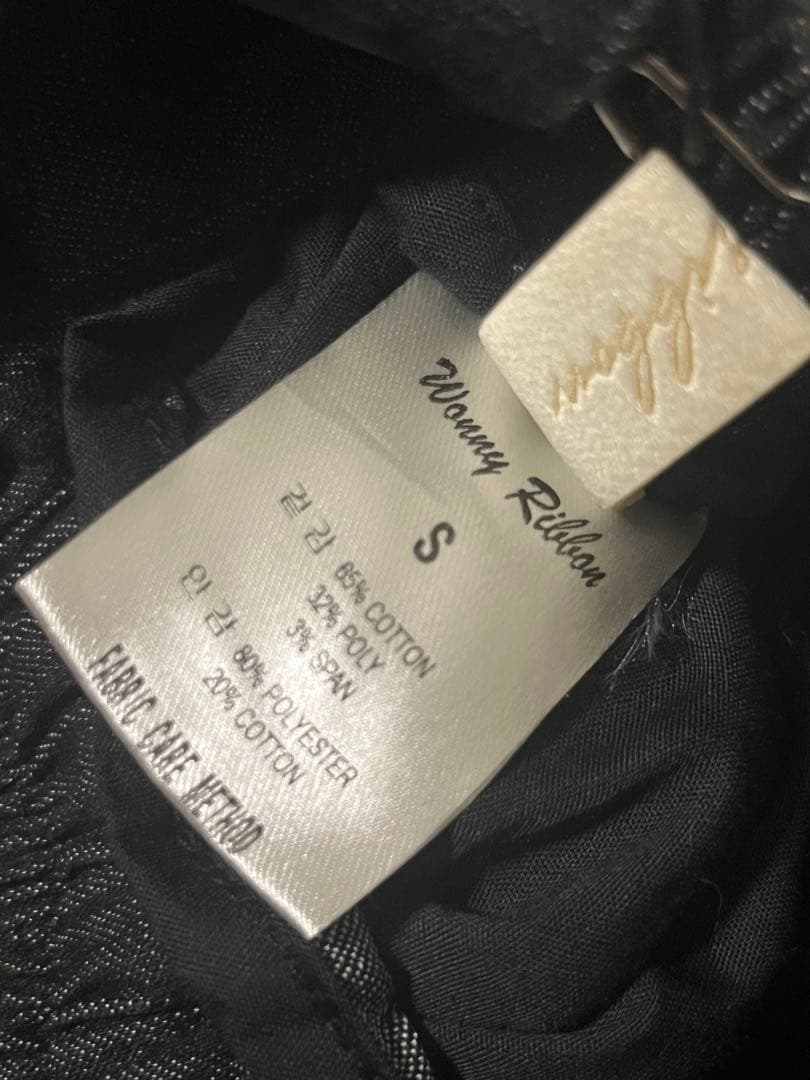 Wonny Ribbon
S
겉 감 65% COTTON
32% POLY
3% SPAN
안 감 80% POLYESTER
20% COTTON
FABRIC CARE METHOD